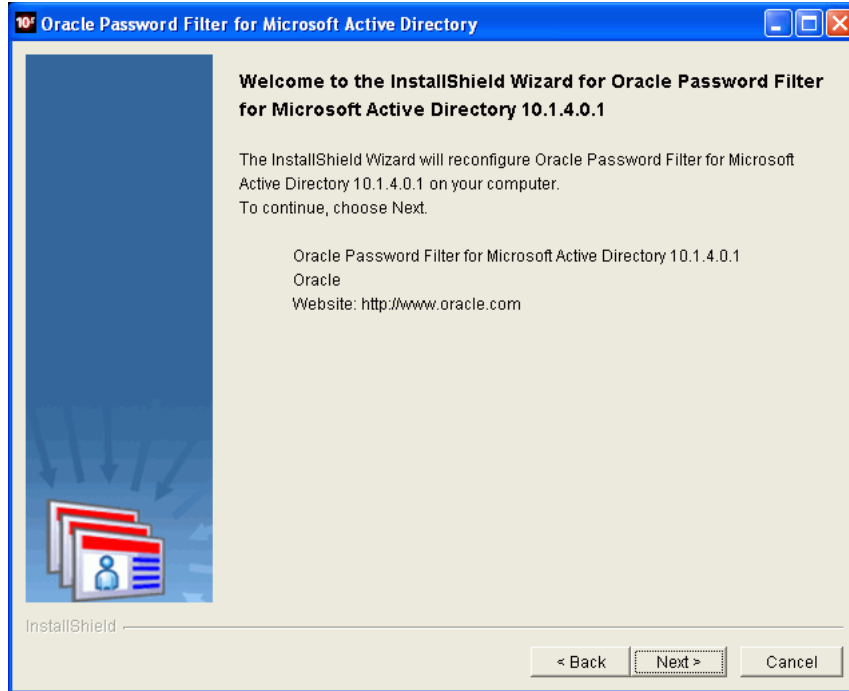 10g Oracle Password Filter for Microsoft Active Directory
Welcome to the InstallShield Wizard for Oracle Password Filter
for Microsoft Active Directory 10.1.4.0.1
The InstallShield Wizard will reconfigure Oracle Password Filter for Microsoft
Active Directory 10.1.4.0.1 on your computer.
To continue, choose Next.
Oracle Password Filter for Microsoft Active Directory 10.1.4.0.1
Oracle
Website: http://www.oracle.com
InstallShield
< Back Next > Cancel